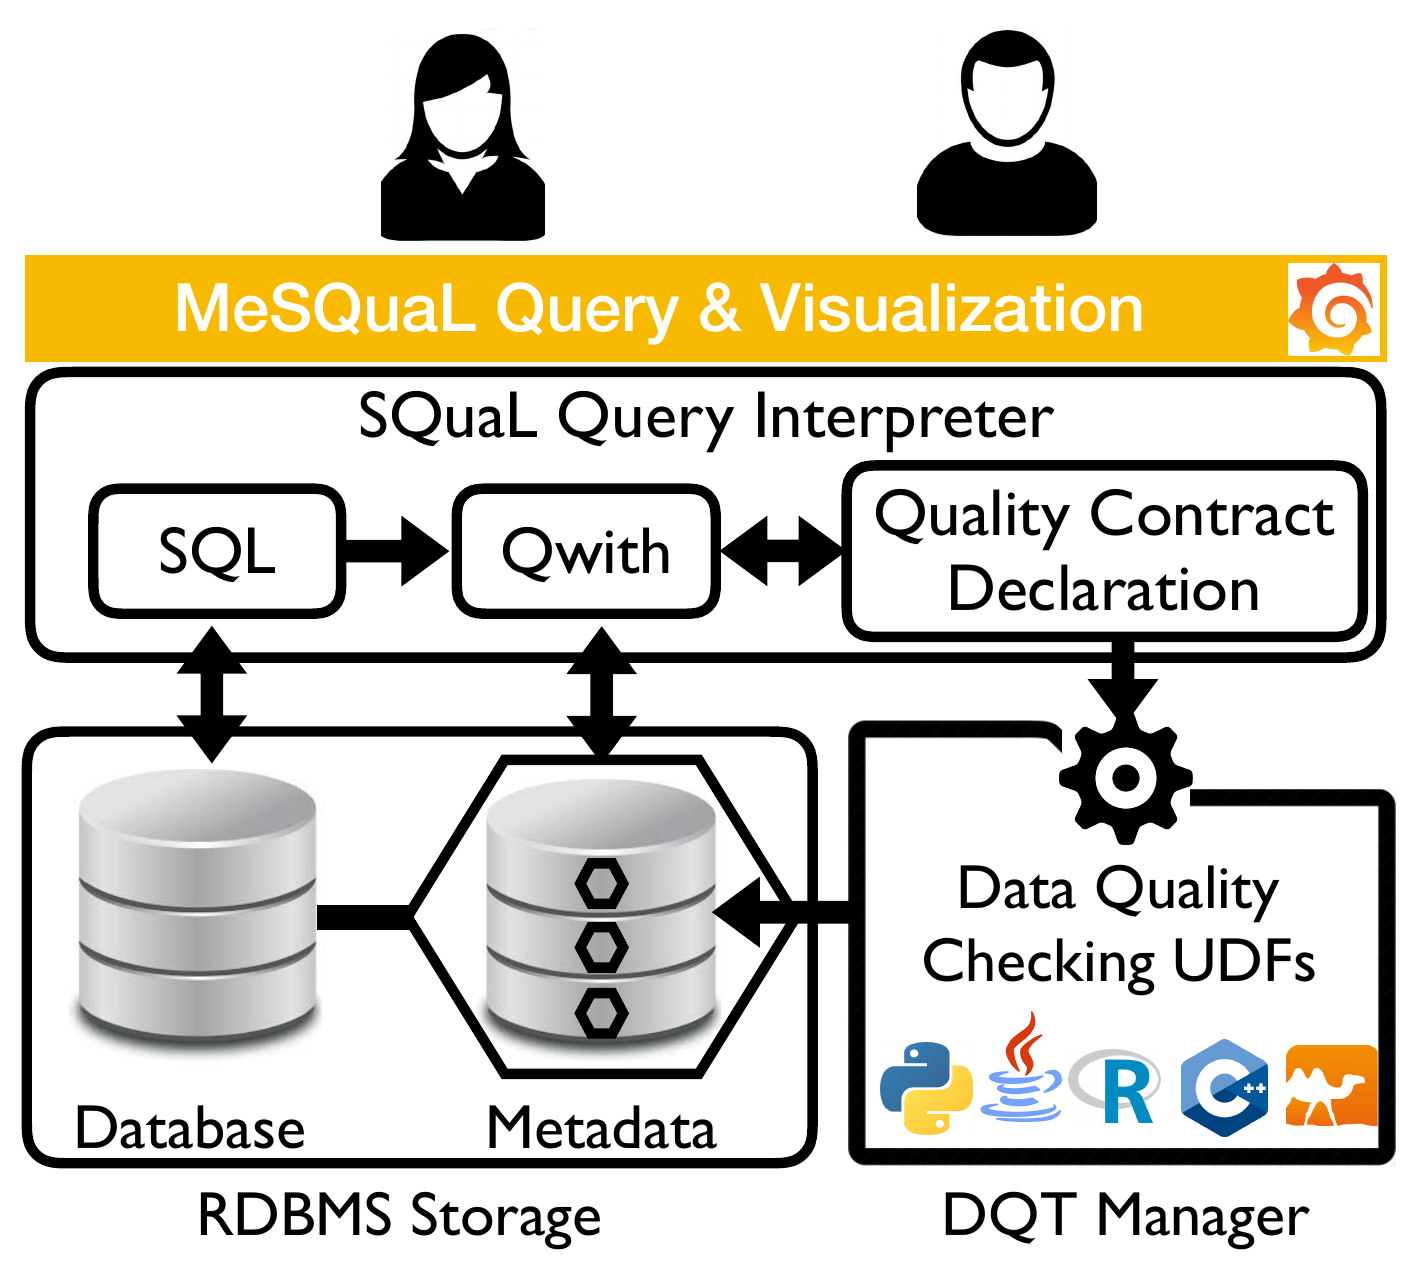 MeSQuaL Query & Visualization
SQuaL Query Interpreter
SQL
Qwith
Quality Contract
Declaration
Data Quality
Checking UDFs
R
C++
Database
Metadata
RDBMS Storage
DQT Manager